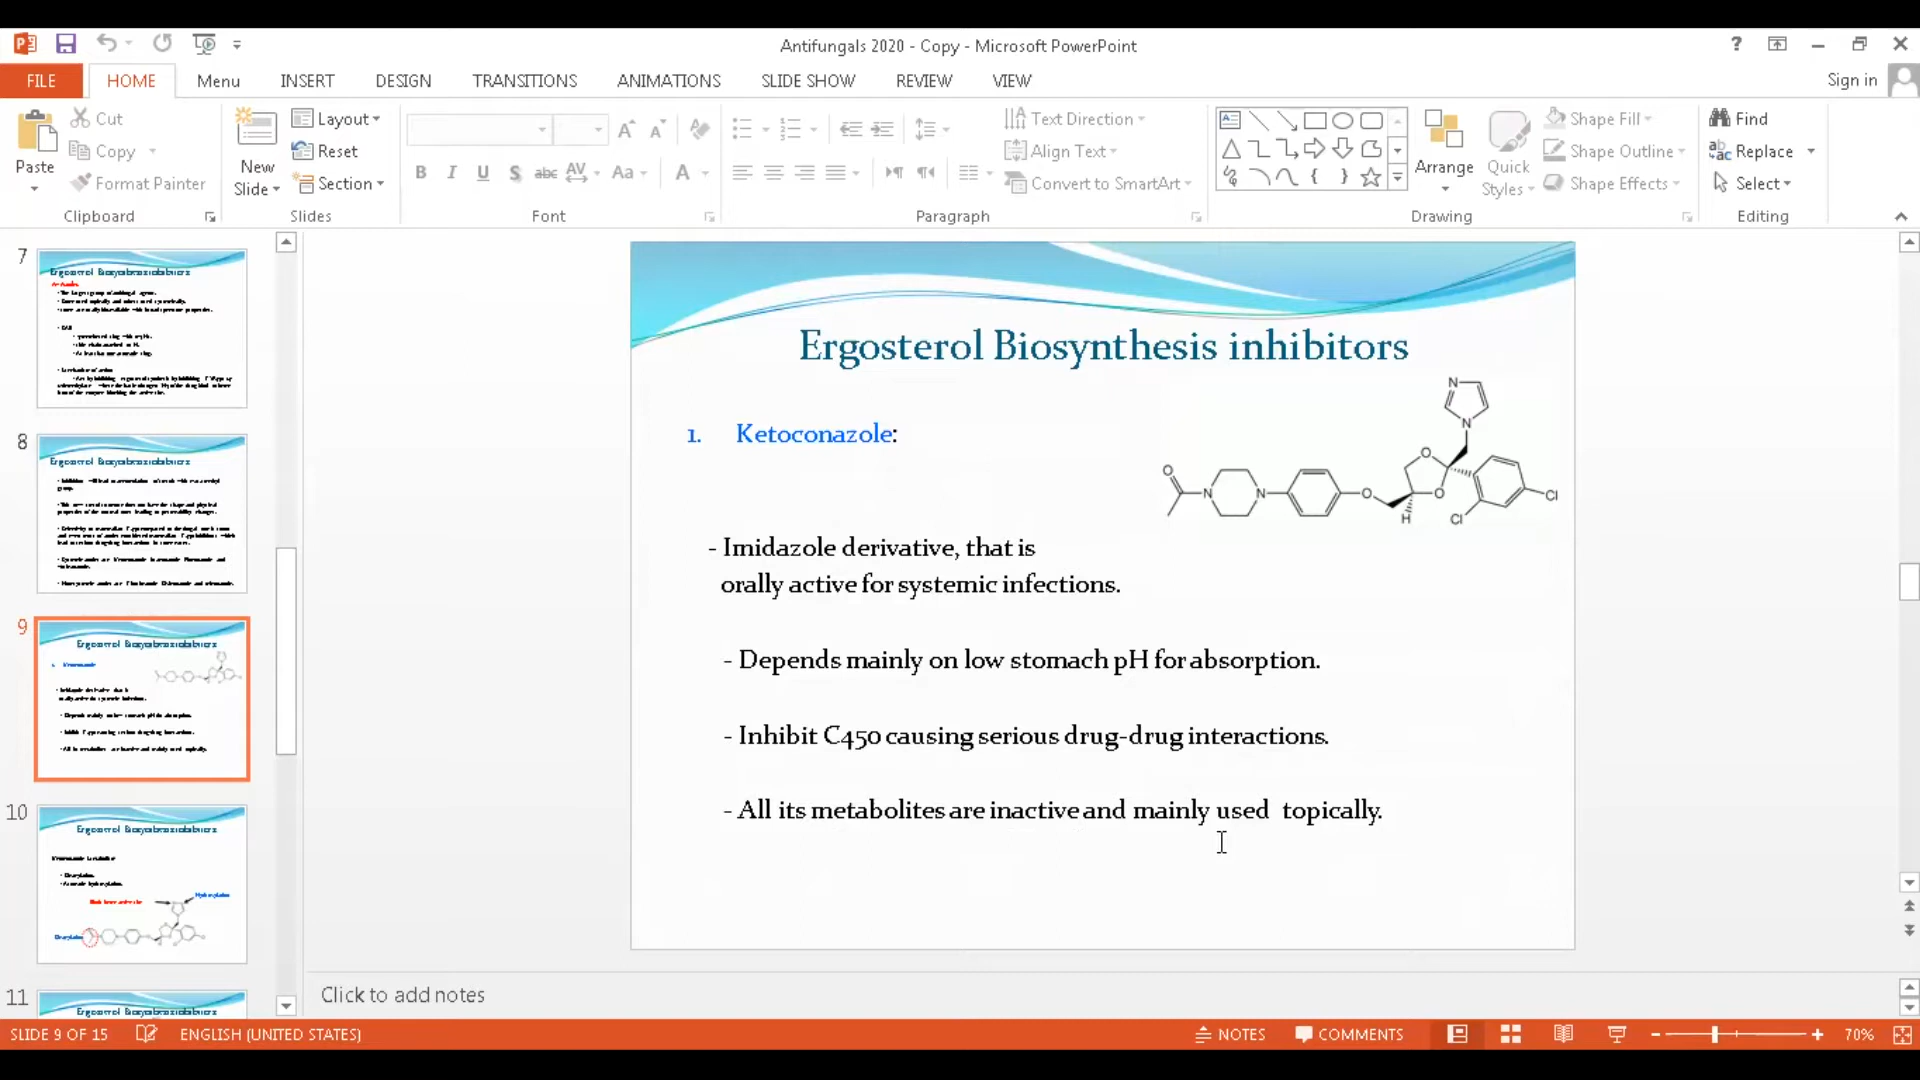 Antifungals 2020 - Copy - Microsoft PowerPoint
?
FILE HOME Menu INSERT DESIGN TRANSITIONS ANIMATIONS SLIDE SHOW REVIEW VIEW Sign in
Paste
Cut
Copy
Format Painter
Clipboard
New Slide
Layout
Reset
Section
Slides
B I U S abc AV Aa A
Font
Text Direction
Align Text
Convert to SmartArt
Paragraph
Arrange
Quick Styles
Shape Fill
Shape Outline
Shape Effects
Drawing
Find
Replace
Select
Editing
7
8
9
10
11
Ergosterol Biosynthesis inhibitors
1. Ketoconazole:
N
N
O
N
N
O
O
O
H
Cl
Cl
- Imidazole derivative, that is
orally active for systemic infections.
- Depends mainly on low stomach pH for absorption.
- Inhibit C450 causing serious drug-drug interactions.
- All its metabolites are inactive and mainly used topically.
Click to add notes
SLIDE 9 OF 15 ENGLISH (UNITED STATES) NOTES COMMENTS 70%